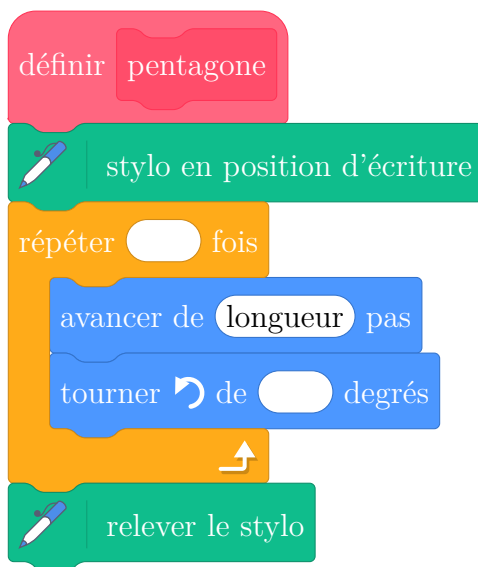 définir pentagone
stylo en position d'écriture
répéter fois
avancer de longueur pas
tourner de degrés
relever le stylo